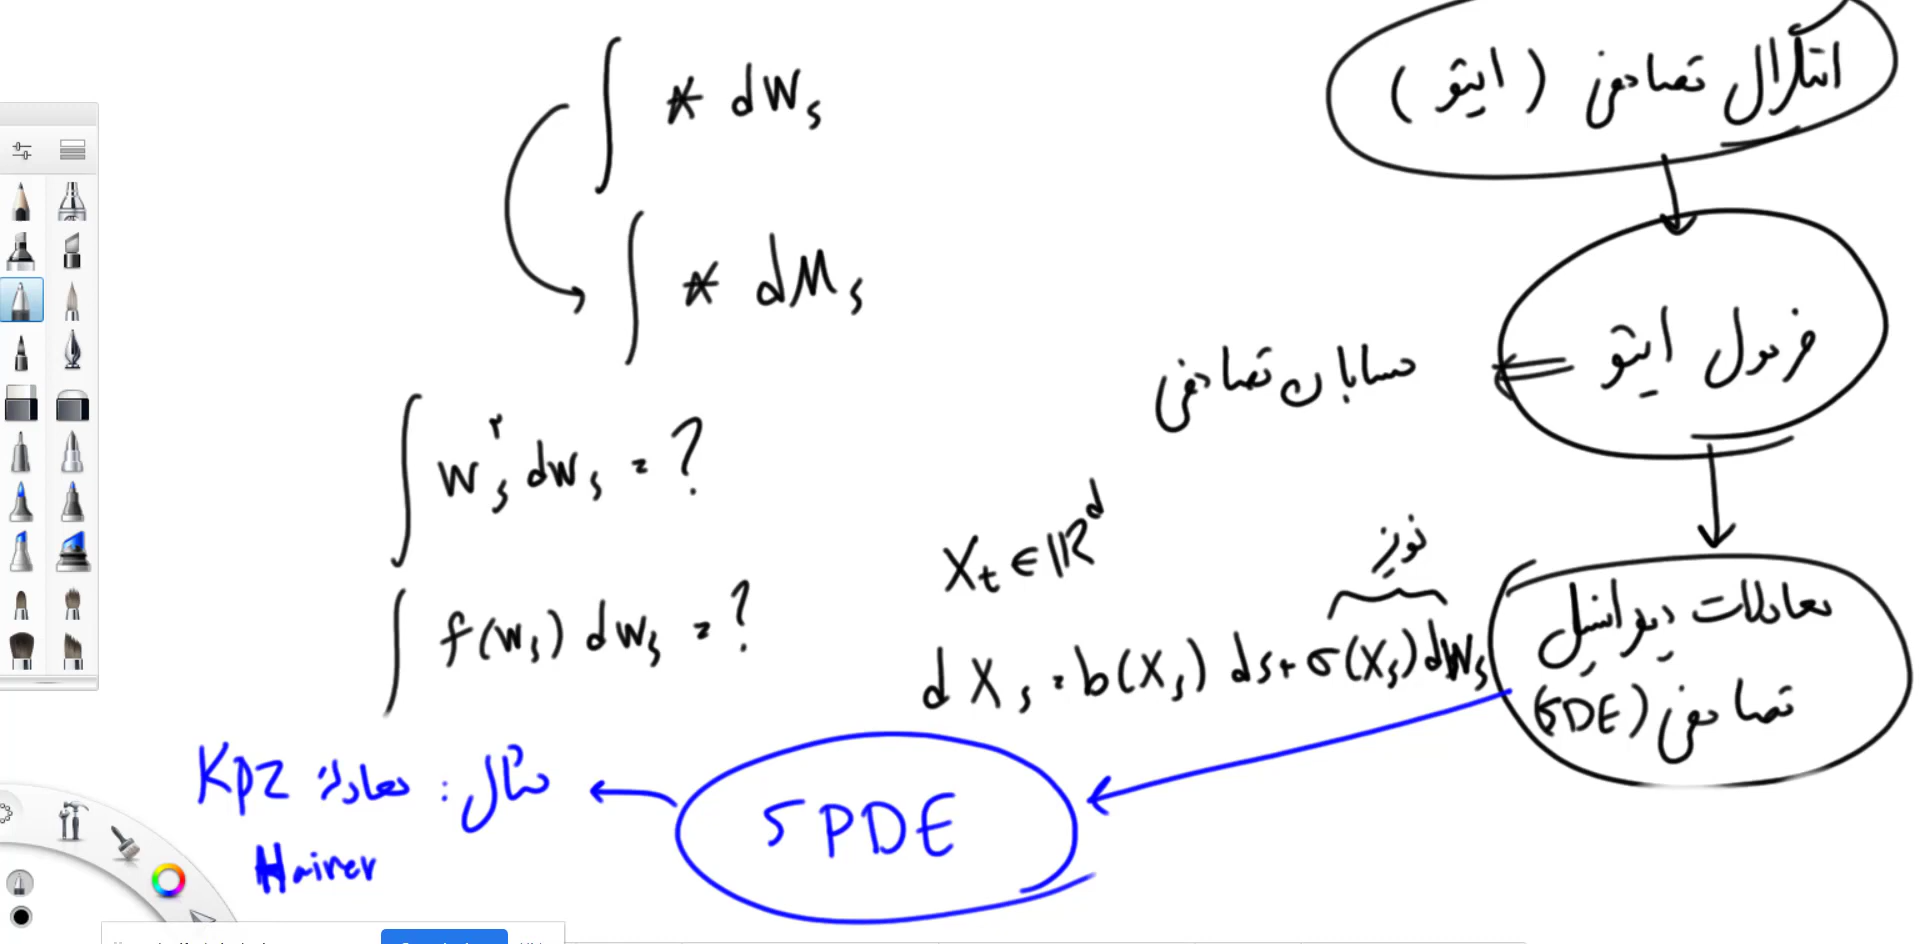 انتگرال تصادفی (ایتو)
∫ * dW_s
∫ * dM_s
فرمول ایتو
حسابان تصادفی
∫ W_s^۲ dW_s = ?
X_t ∈ ℝ^d
نویز
∫ f(W_s) dW_s = ?
dX_s = b(X_s) ds + σ(X_s) dW_s
معادلات دیفرانسیل
تصادفی (SDE)
SPDE
مثال : معادله KPZ
Hairer